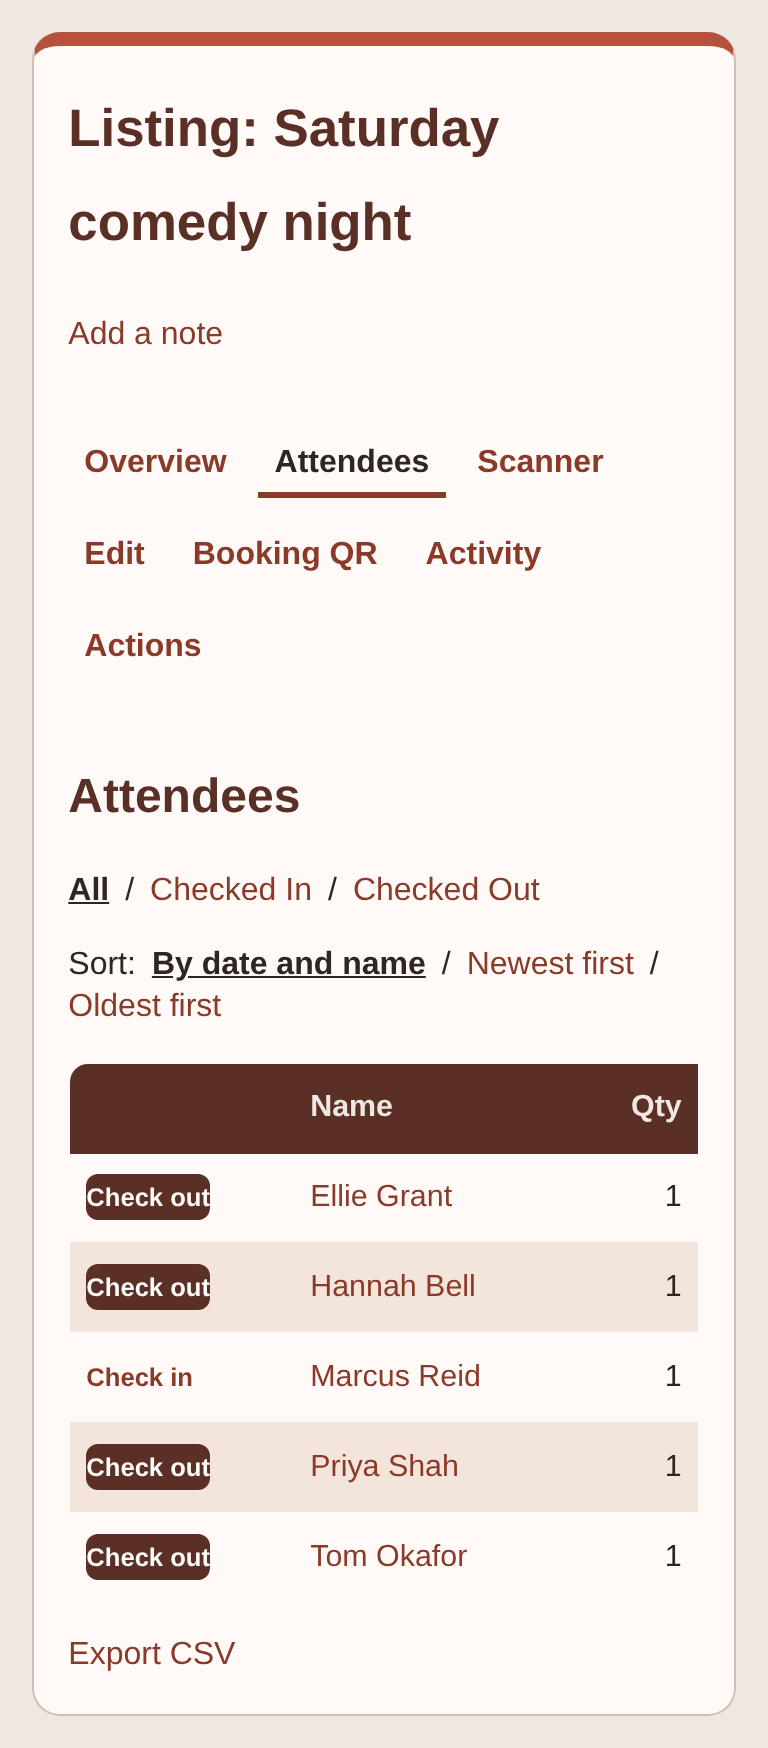 Listing: Saturday
comedy night
Add a note
Overview Attendees Scanner
Edit Booking QR Activity
Actions
Attendees
All / Checked In / Checked Out
Sort: By date and name / Newest first /
Oldest first
Name Qty
Check out Ellie Grant 1
Check out Hannah Bell 1
Check in Marcus Reid 1
Check out Priya Shah 1
Check out Tom Okafor 1
Export CSV